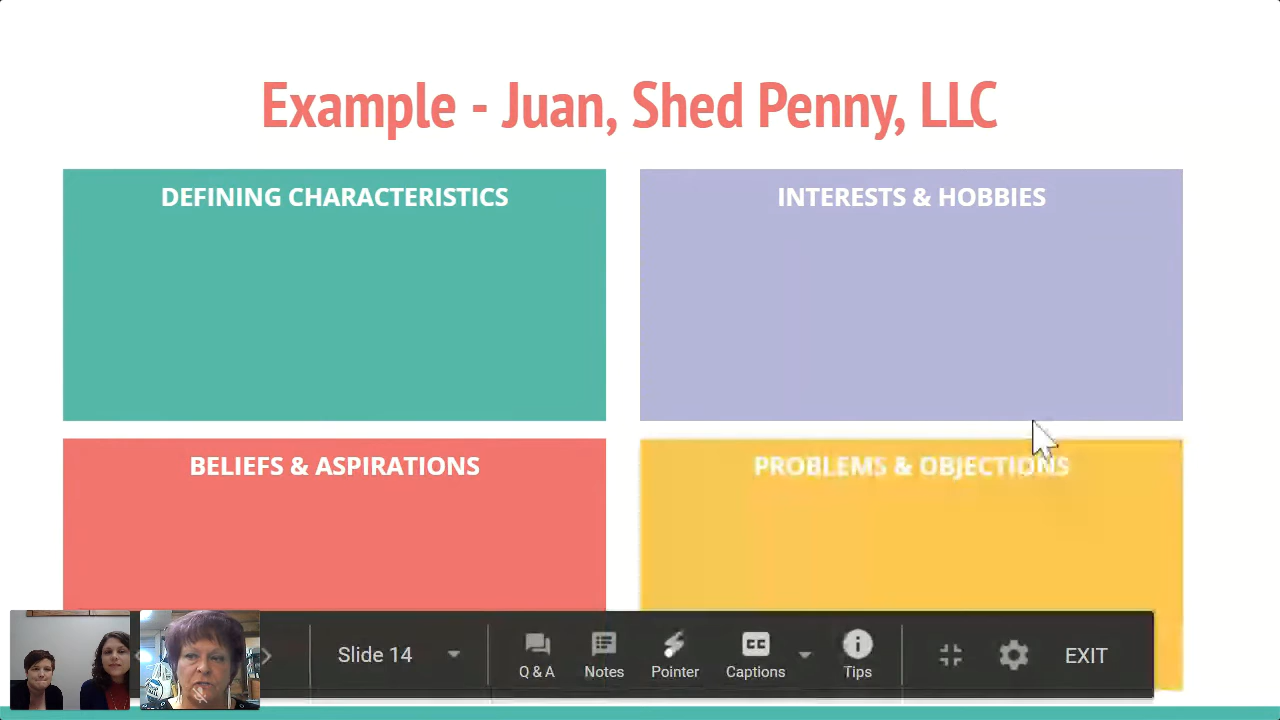 Example - Juan, Shed Penny, LLC
DEFINING CHARACTERISTICS
INTERESTS & HOBBIES
BELIEFS & ASPIRATIONS
PROBLEMS & OBJECTIONS
Slide 14
Q & A
Notes
Pointer
CC
Captions
Tips
EXIT